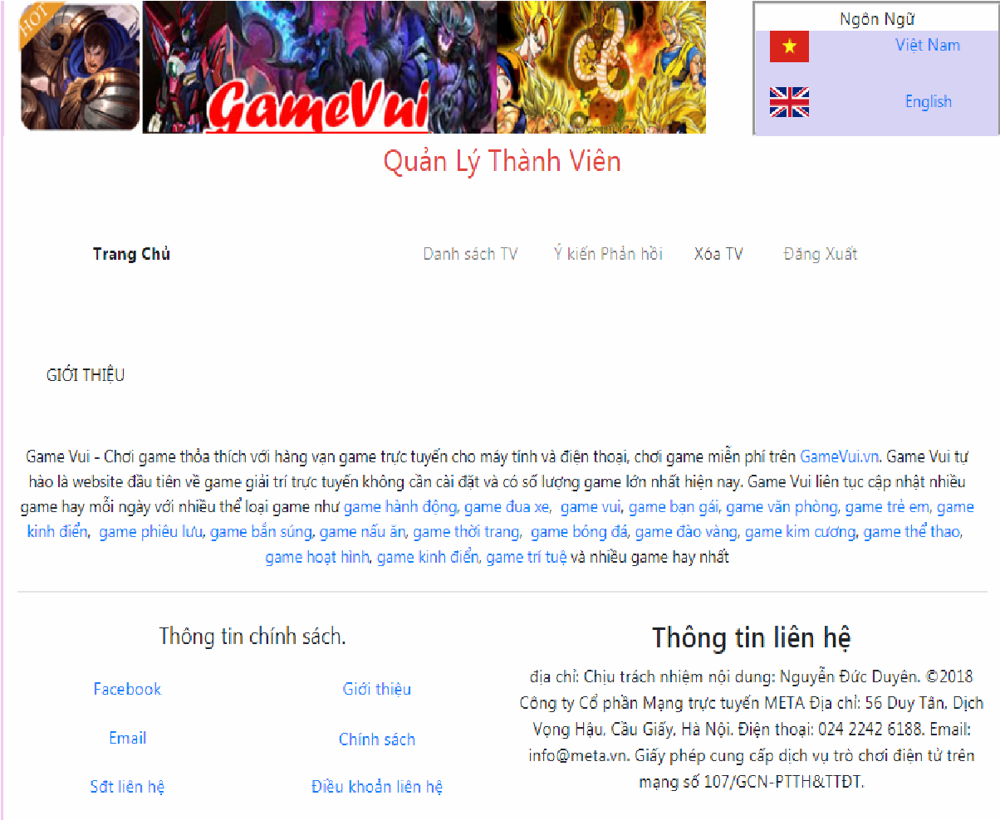 HOT
GameVui
Ngôn Ngữ
Việt Nam
English
Quản Lý Thành Viên
Trang Chủ
Danh sách TV
Ý kiến Phản hồi
Xóa TV
Đăng Xuất
GIỚI THIỆU
Game Vui - Chơi game thỏa thích với hàng vạn game trực tuyến cho máy tính và điện thoại, chơi game miễn phí trên GameVui.vn. Game Vui tự
hào là website đầu tiên về game giải trí trực tuyến không cần cài đặt và có số lượng game lớn nhất hiện nay. Game Vui liên tục cập nhật nhiều
game hay mỗi ngày với nhiều thể loại game như game hành động, game đua xe, game vui, game bạn gái, game văn phòng, game trẻ em, game
kinh điển, game phiêu lưu, game bắn súng, game nấu ăn, game thời trang, game bóng đá, game đào vàng, game kim cương, game thể thao,
game hoạt hình, game kinh điển, game trí tuệ và nhiều game hay nhất
Thông tin chính sách.
Facebook
Giới thiệu
Email
Chính sách
Sđt liên hệ
Điều khoản liên hệ
Thông tin liên hệ
địa chỉ: Chịu trách nhiệm nội dung: Nguyễn Đức Duyên. ©2018
Công ty Cổ phần Mạng trực tuyến META Địa chỉ: 56 Duy Tân, Dịch
Vọng Hậu, Cầu Giấy, Hà Nội. Điện thoại: 024 2242 6188. Email:
info@meta.vn. Giấy phép cung cấp dịch vụ trò chơi điện tử trên
mạng số 107/GCN-PTTH&TTĐT.